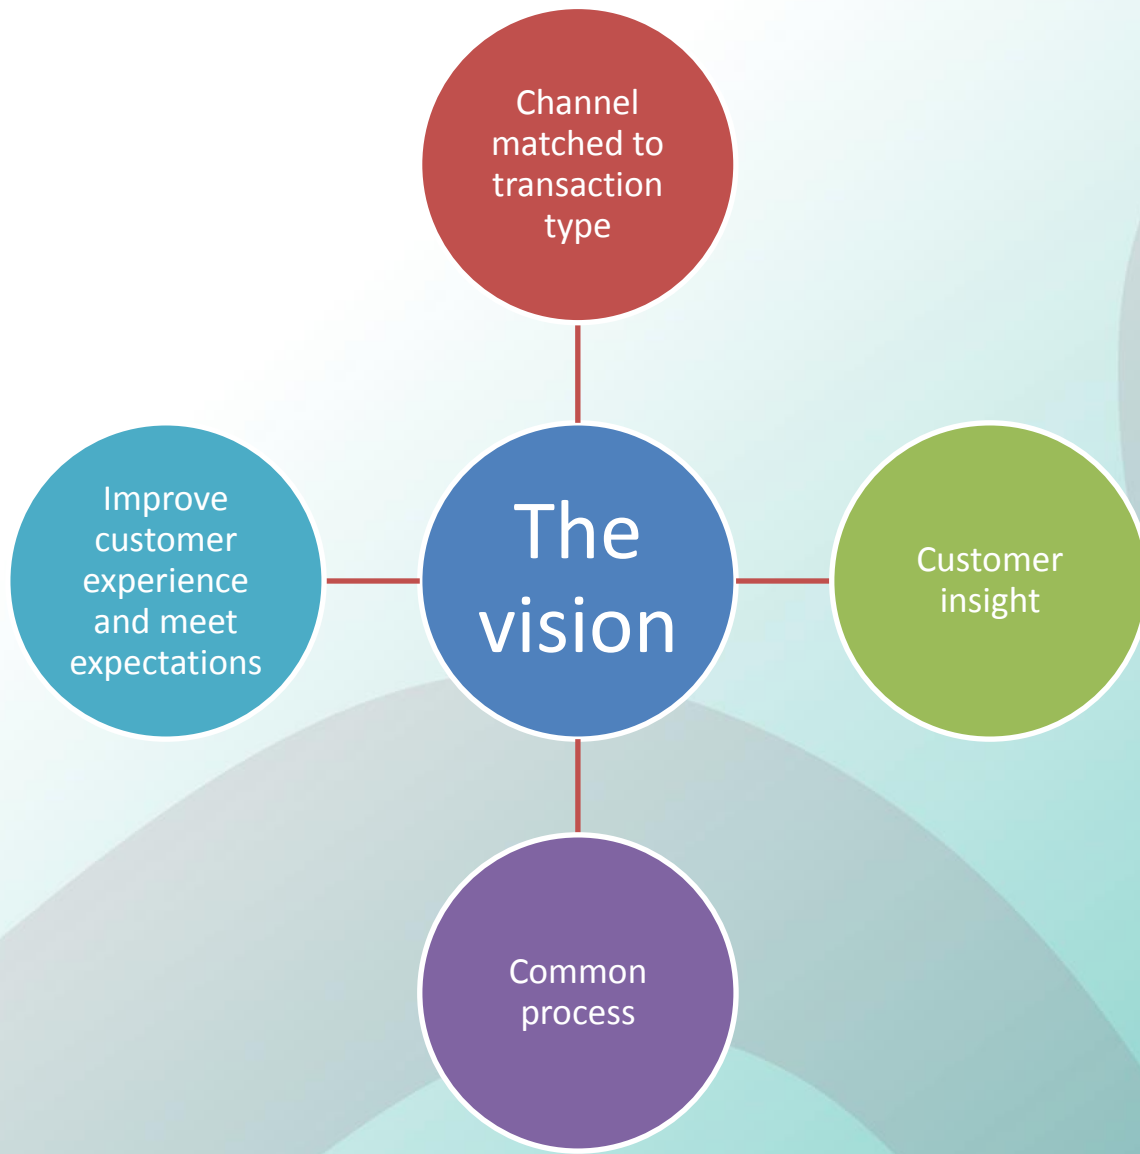 Channel
matched to
transaction
type
Improve
customer
experience
and meet
expectations
The
vision
Customer
insight
Common
process